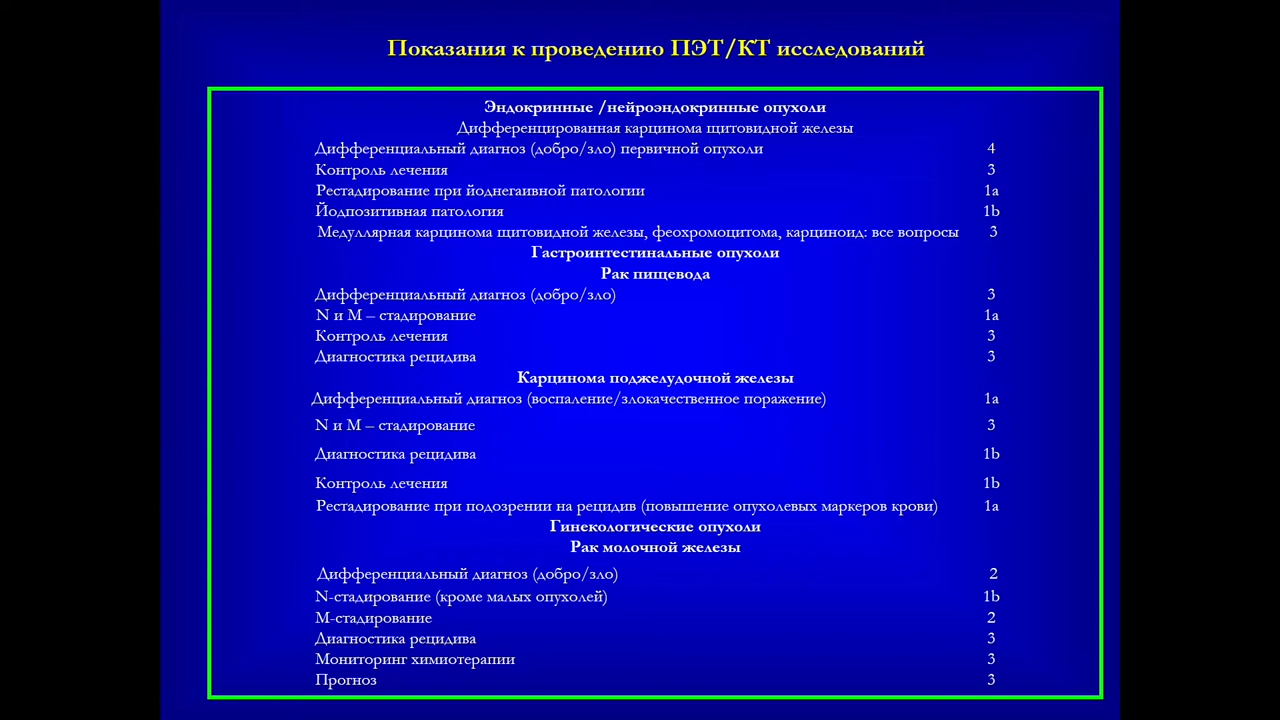 Показания к проведению ПЭТ/КТ исследований
Эндокринные /нейроэндокринные опухоли
Дифференцированная карцинома щитовидной железы
Дифференциальный диагноз (добро/зло) первичной опухоли 4
Контроль лечения 3
Рестадирование при йоднегаивной патологии 1a
Йодпозитивная патология 1b
Медуллярная карцинома щитовидной железы, феохромоцитома, карциноид: все вопросы 3
Гастроинтестинальные опухоли
Рак пищевода
Дифференциальный диагноз (добро/зло) 3
N и M – стадирование 1a
Контроль лечения 3
Диагностика рецидива 3
Карцинома поджелудочной железы
Дифференциальный диагноз (воспаление/злокачественное поражение) 1a
N и M – стадирование 3
Диагностика рецидива 1b
Контроль лечения 1b
Рестадирование при подозрении на рецидив (повышение опухолевых маркеров крови) 1a
Гинекологические опухоли
Рак молочной железы
Дифференциальный диагноз (добро/зло) 2
N-стадирование (кроме малых опухолей) 1b
М-стадирование 2
Диагностика рецидива 3
Мониторинг химиотерапии 3
Прогноз 3